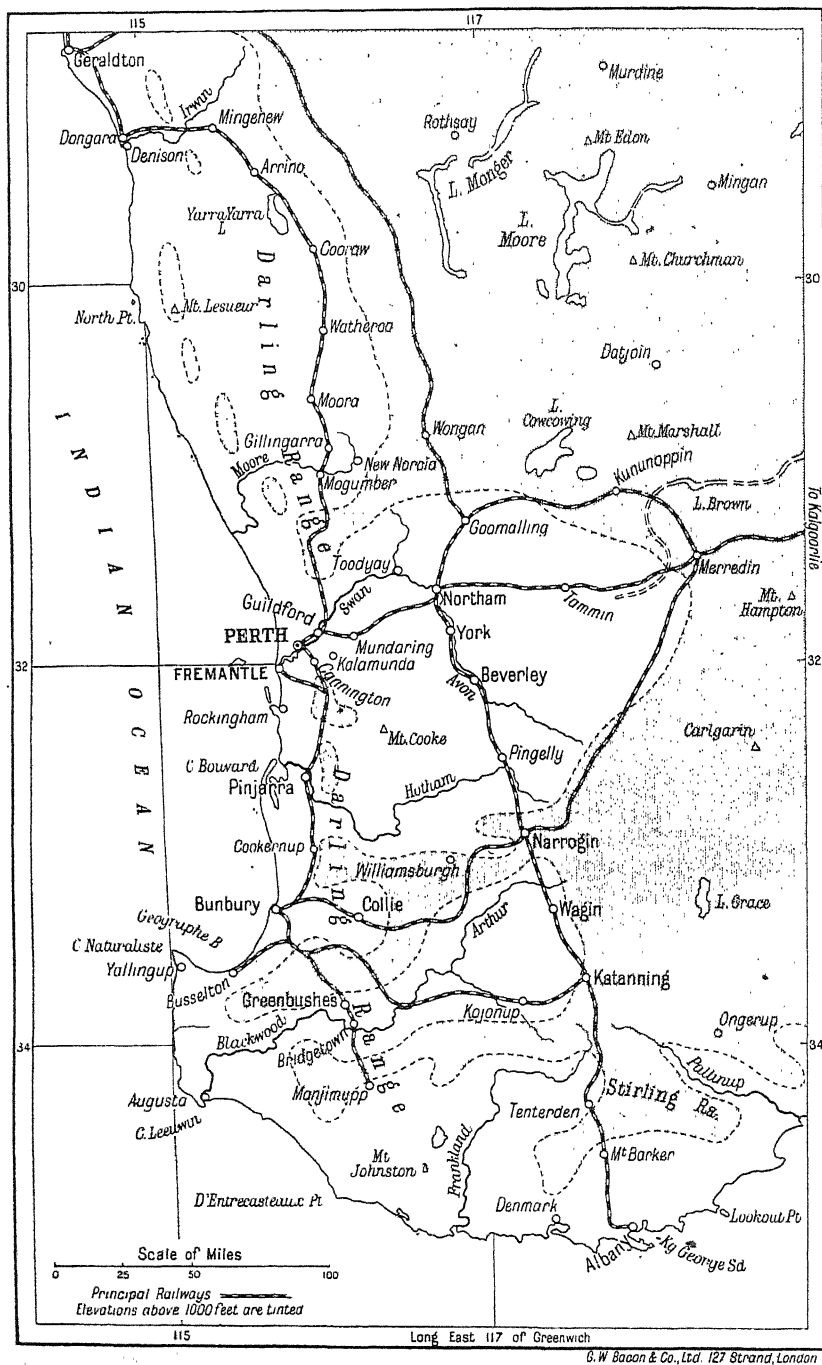 115 117
Geraldton
Murdine
Irwin
Mingenew
Rothsay
Mt Edon
Dongara
Denison
Arrino
L. Monger
Mingan
Yarra Yarra
L
L.
Moore
Cooraw
Mt. Churchman
30 30
Mt. Lesueur
North Pt.
Watheroa
Datjoin
Darling
Moora
L.
Cowcowing
Wongan
Mt. Marshall
Gillingarra
New Norcia
Kununoppin
Moore
Mogumber
Range
L. Brown
To Kalgoorlie
Goomalling
Toodyay
Merredin
Swan
Northam
Tammin
Mt.
Hampton
Guildford
PERTH
York
Mundaring
Kalamunda
32 32
FREMANTLE
Cannington
Beverley
Avon
Rockingham
Mt. Cooke
Carlgarin
INDIAN OCEAN
C Bouvard
Pingelly
Pinjarra
Hotham
Darling
Narrogin
Cookernup
Williamsburgh
Bunbury
Collie
Wagin
L. Grace
Geographe B
Arthur
C Naturaliste
Yallingup
Busselton
Katanning
Greenbushes
Kojonup
Range
Ongerup
Blackwood
34 34
Bridgetown
Pallinup
Manjimupp
Stirling
Ra.
Augusta
Tenterden
C. Leeuwin
Frankland
Mt
Johnston
Mt Barker
D'Entrecasteaux Pt
Denmark
Lookout Pt
Albany
Kg George Sd
Scale of Miles
0 25 50 100
Principal Railways
Elevations above 1000 feet are tinted
115 Long East 117 of Greenwich
G. W Bacon & Co., Ltd. 127 Strand, London